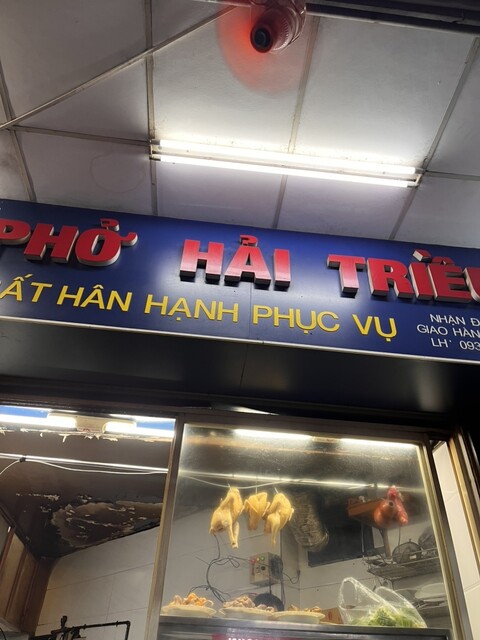 PHỞ HẢI TRIỀU
ẤT HÂN HẠNH PHỤC VỤ
NHẬN Đ
GIAO HÀN
LH: 093